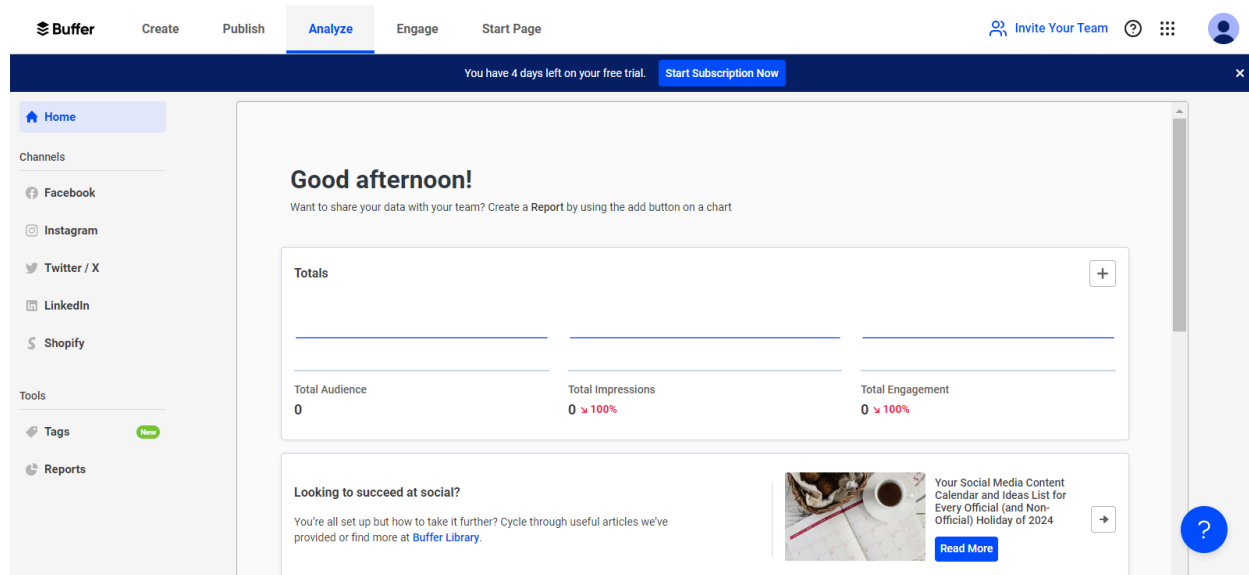 Buffer
Create
Publish
Analyze
Engage
Start Page
Invite Your Team
?
You have 4 days left on your free trial.
Start Subscription Now
×
Home
Channels
Facebook
Instagram
Twitter / X
LinkedIn
Shopify
Tools
Tags
New
Reports
Good afternoon!
Want to share your data with your team? Create a Report by using the add button on a chart
Totals
+
Total Audience
0
Total Impressions
0 ↘ 100%
Total Engagement
0 ↘ 100%
Looking to succeed at social?
You're all set up but how to take it further? Cycle through useful articles we've
provided or find more at Buffer Library.
Your Social Media Content
Calendar and Ideas List for
Every Official (and Non-
Official) Holiday of 2024
Read More
?